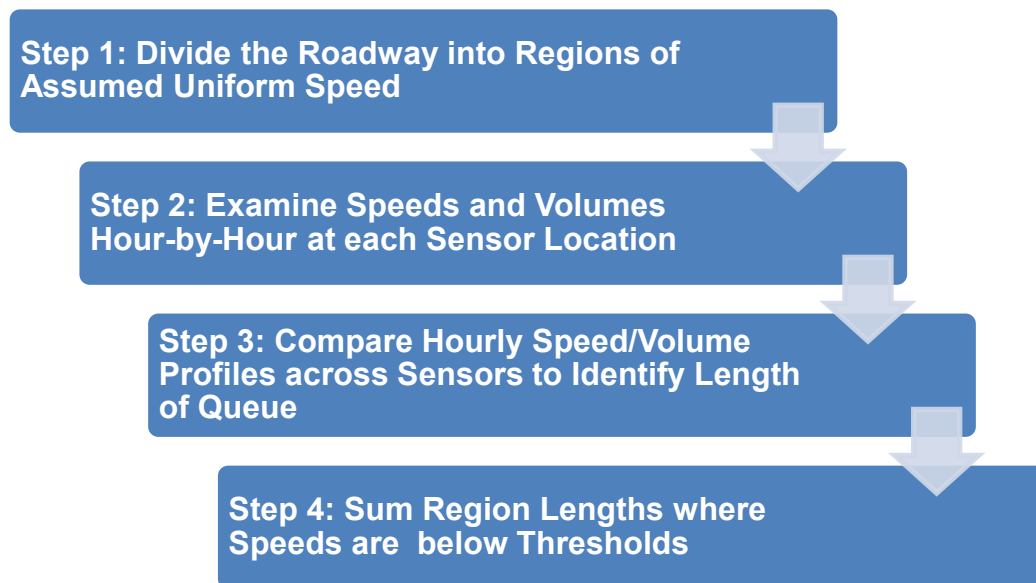 Step 1: Divide the Roadway into Regions of
Assumed Uniform Speed
Step 2: Examine Speeds and Volumes
Hour-by-Hour at each Sensor Location
Step 3: Compare Hourly Speed/Volume
Profiles across Sensors to Identify Length
of Queue
Step 4: Sum Region Lengths where
Speeds are  below Thresholds